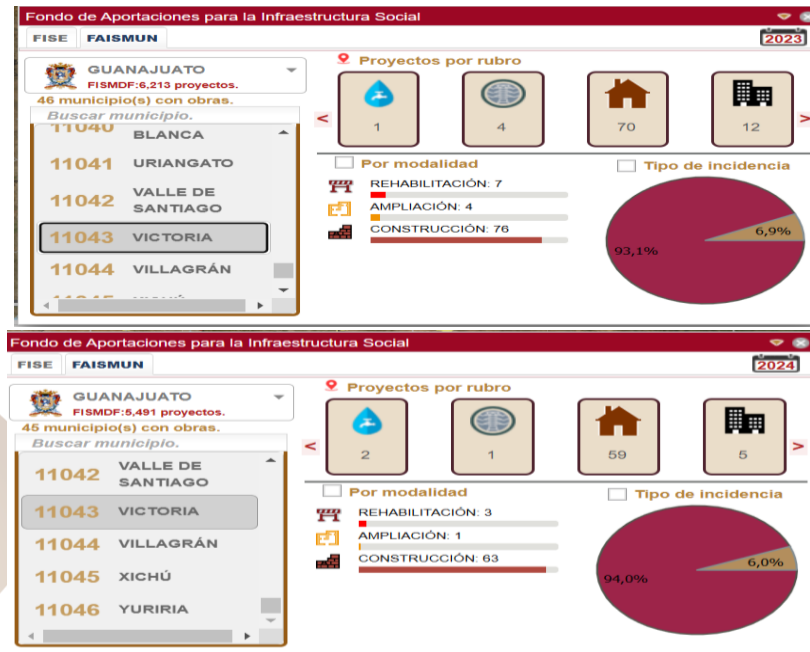 Fondo de Aportaciones para la Infraestructura Social
FISE FAISMUN 2023
GUANAJUATO
FISMDF:6,213 proyectos.
46 municipio(s) con obras.
Buscar municipio.
11040 BLANCA
11041 URIANGATO
11042 VALLE DE SANTIAGO
11043 VICTORIA
11044 VILLAGRÁN
Proyectos por rubro
< 1 4 70 12 >
Por modalidad
REHABILITACIÓN: 7
AMPLIACIÓN: 4
CONSTRUCCIÓN: 76
Tipo de incidencia
6,9%
93,1%
Fondo de Aportaciones para la Infraestructura Social
FISE FAISMUN 2024
GUANAJUATO
FISMDF:5,491 proyectos.
45 municipio(s) con obras.
Buscar municipio.
11042 VALLE DE SANTIAGO
11043 VICTORIA
11044 VILLAGRÁN
11045 XICHÚ
11046 YURIRIA
Proyectos por rubro
< 2 1 59 5 >
Por modalidad
REHABILITACIÓN: 3
AMPLIACIÓN: 1
CONSTRUCCIÓN: 63
Tipo de incidencia
6,0%
94,0%